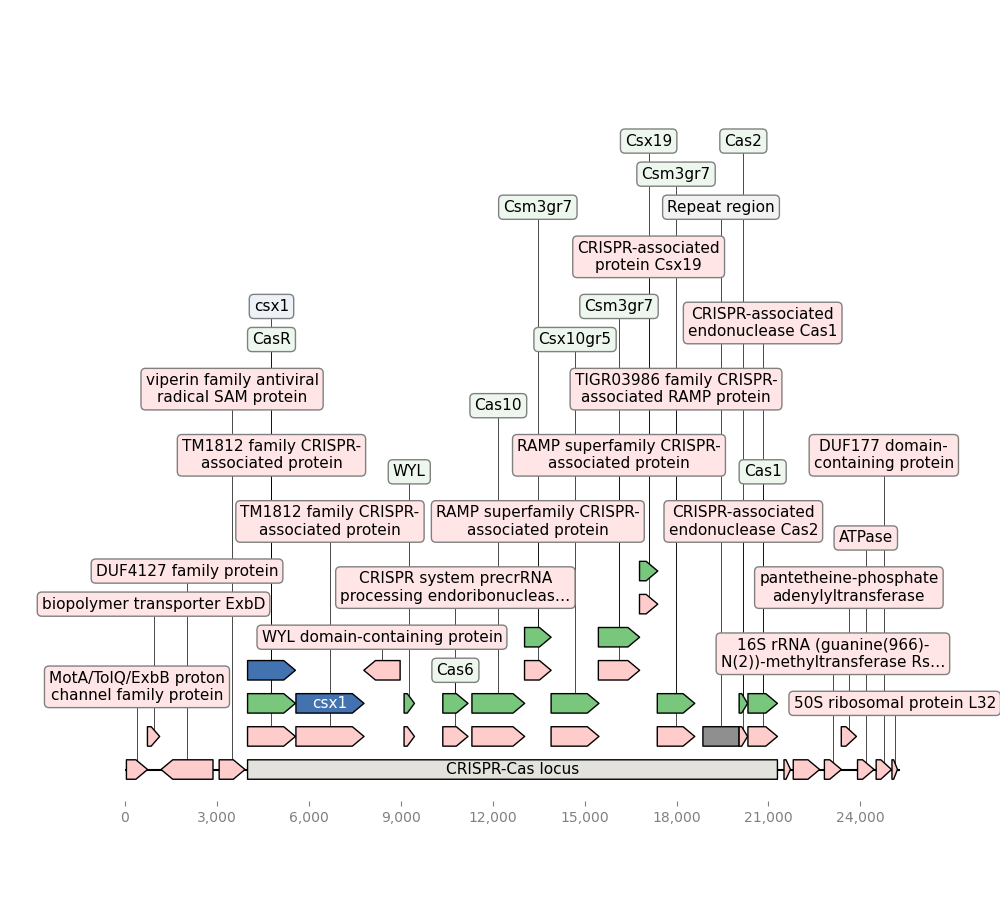 Csx19
Cas2
Csm3gr7
Csm3gr7
Repeat region
CRISPR-associated
protein Csx19
csx1
Csm3gr7
CRISPR-associated
endonuclease Cas1
CasR
Csx10gr5
viperin family antiviral
radical SAM protein
TIGR03986 family CRISPR-
associated RAMP protein
Cas10
TM1812 family CRISPR-
associated protein
RAMP superfamily CRISPR-
associated protein
DUF177 domain-
containing protein
WYL
Cas1
TM1812 family CRISPR-
associated protein
RAMP superfamily CRISPR-
associated protein
CRISPR-associated
endonuclease Cas2
ATPase
DUF4127 family protein
CRISPR system precrRNA
processing endoribonucleas...
pantetheine-phosphate
adenylyltransferase
biopolymer transporter ExbD
WYL domain-containing protein
16S rRNA (guanine(966)-
N(2))-methyltransferase Rs...
MotA/TolQ/ExbB proton
channel family protein
Cas6
csx1
50S ribosomal protein L32
CRISPR-Cas locus
0
3,000
6,000
9,000
12,000
15,000
18,000
21,000
24,000